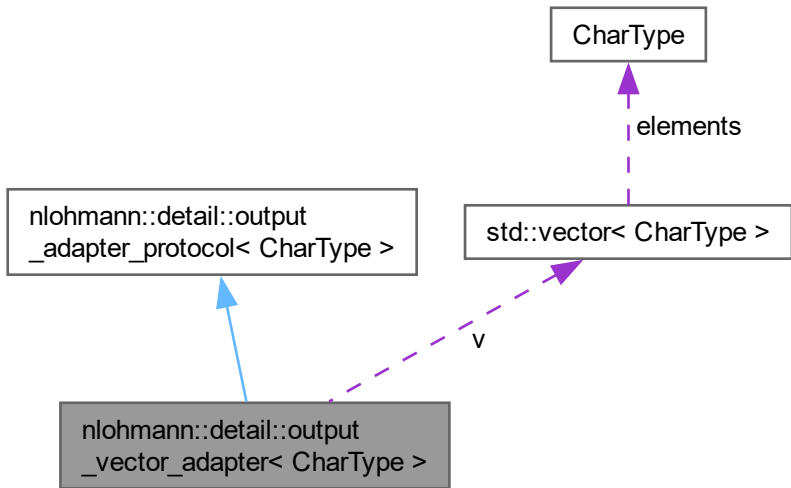 CharType
elements
nlohmann::detail::output
_adapter_protocol< CharType >
std::vector< CharType >
v
nlohmann::detail::output
_vector_adapter< CharType >